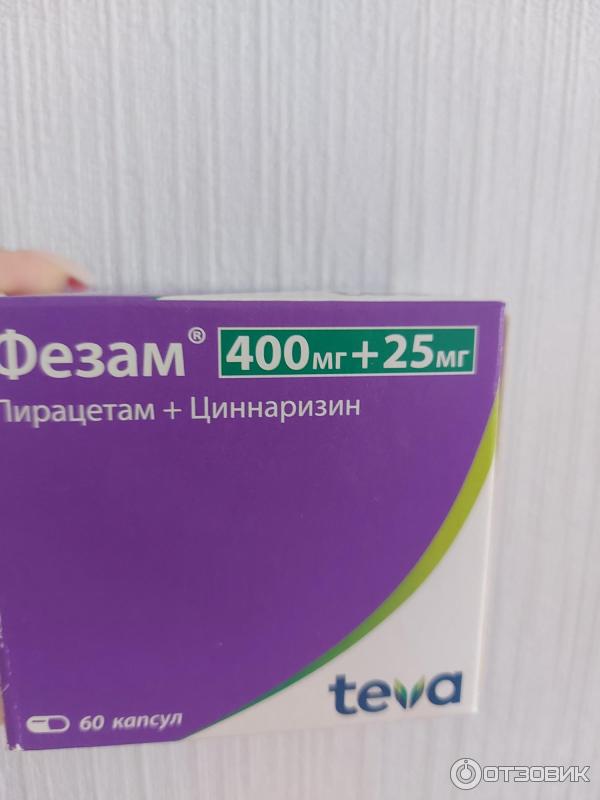 Фезам® 400мг+25мг
Пирацетам + Циннаризин
teva
60 капсул
ОТЗОВИК